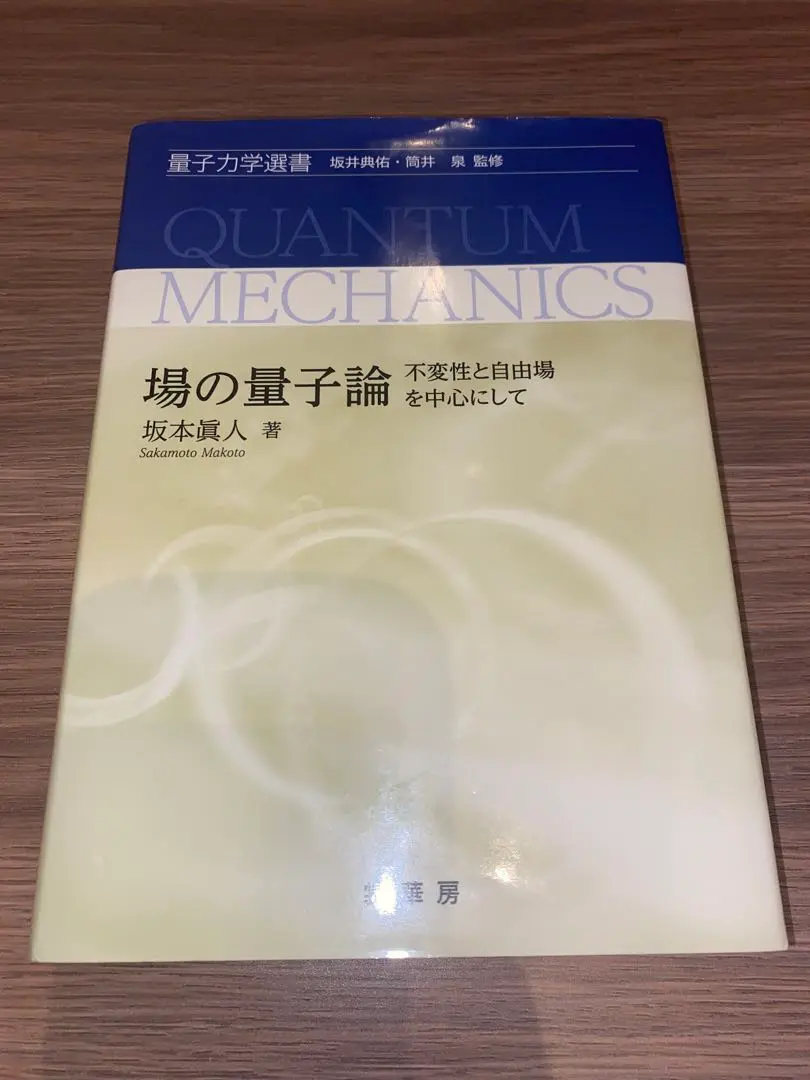 量子力学選書 坂井典佑・筒井 泉 監修
QUANTUM
MECHANICS
場の量子論 不変性と自由場
を中心にして
坂本眞人 著
Sakamoto Makoto
裳華房